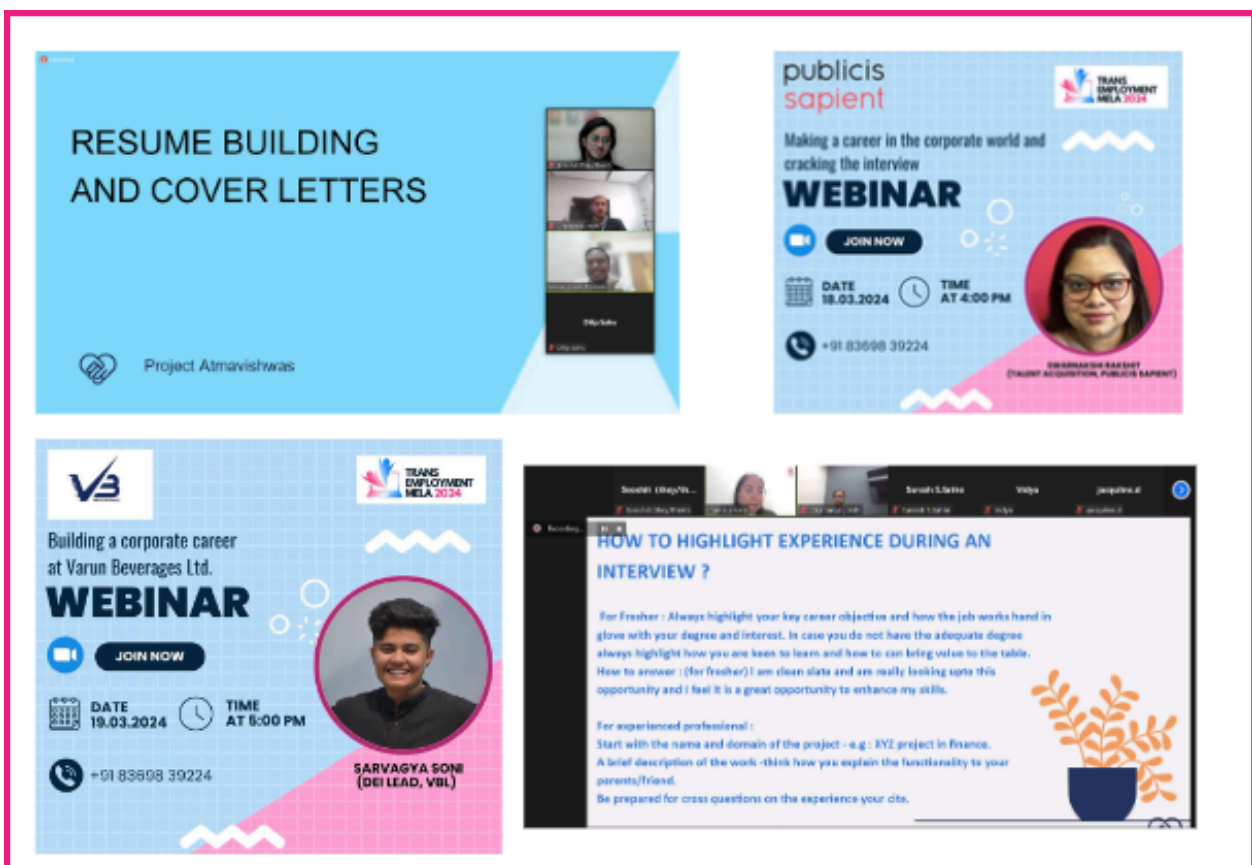 RESUME BUILDING
AND COVER LETTERS
Project Atmavishwas
publicis
sapient
TRANS
EMPLOYMENT
MELA 2024
Making a career in the corporate world and
cracking the interview
WEBINAR
JOIN NOW
DATE
18.03.2024
TIME
AT 4:00 PM
+91 83698 39224
SWARNAKSHI RAKSHIT
(TALENT ACQUISITION, PUBLICIS SAPIENT)
VB
TRANS
EMPLOYMENT
MELA 2024
Building a corporate career
at Varun Beverages Ltd.
WEBINAR
JOIN NOW
DATE
19.03.2024
TIME
AT 5:00 PM
+91 83698 39224
SARVAGYA SONI
(DEI LEAD, VBL)
Suresh S.Sathe
Vidya
jacquline.d
Recording...
HOW TO HIGHLIGHT EXPERIENCE DURING AN
INTERVIEW ?
For Fresher : Always highlight your key career objective and how the job works hand in
glove with your degree and interest. In case you do not have the adequate degree
always highlight how you are keen to learn and how to can bring value to the table.
How to answer : (for fresher) I am clean slate and am really looking upto this
opportunity and I feel it is a great opportunity to enhance my skills.
For experienced professional :
Start with the name and domain of the project - e.g : XYZ project in finance.
A brief description of the work -think how you explain the functionality to your
parents/friend.
Be prepared for cross questions on the experience your cite.